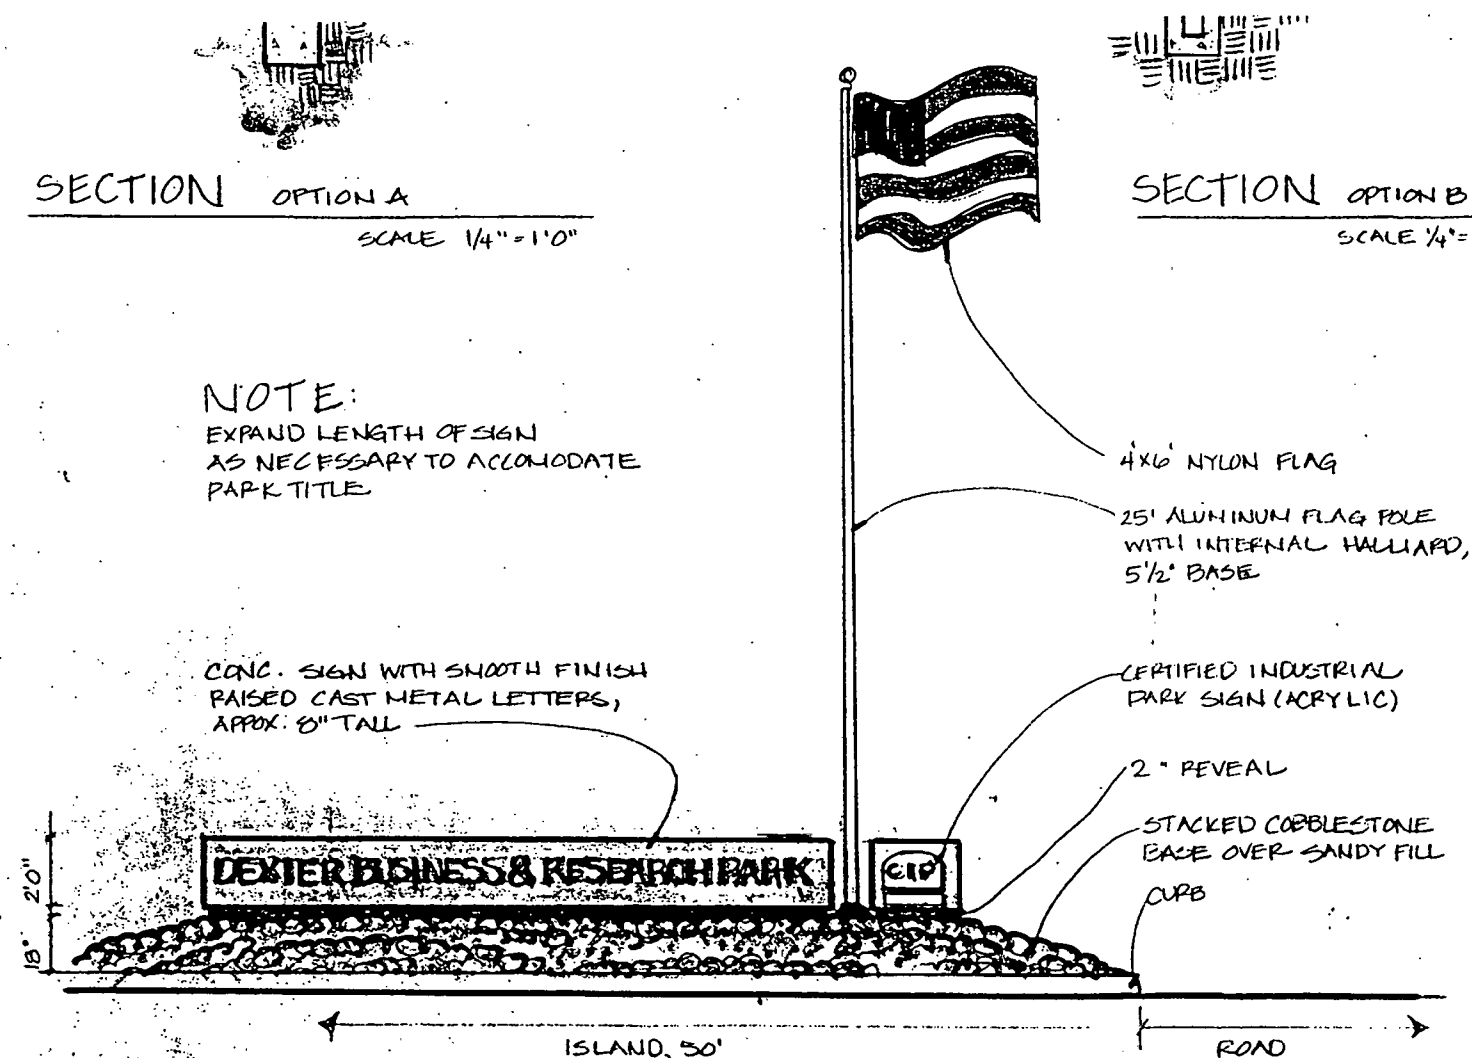 SECTION OPTION A
SCALE 1/4" = 1'0"
SECTION OPTION B
SCALE 1/4" =
NOTE:
EXPAND LENGTH OF SIGN
AS NECESSARY TO ACCOMODATE
PARK TITLE
4'x6' NYLON FLAG
25' ALUMINUM FLAG POLE
WITH INTERNAL HALLIARD,
5 1/2" BASE
CONC. SIGN WITH SMOOTH FINISH
RAISED CAST METAL LETTERS,
APPOX. 8" TALL
CERTIFIED INDUSTRIAL
PARK SIGN (ACRYLIC)
2" REVEAL
STACKED COBBLESTONE
BASE OVER SANDY FILL
CURB
2'0"
18"
DEXTER BUSINESS & RESEARCH PARK
CIP
ISLAND, 50'
ROAD